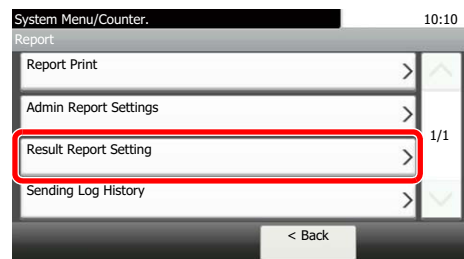 System Menu/Counter.
10:10
Report
Report Print
Admin Report Settings
1/1
Result Report Setting
Sending Log History
< Back